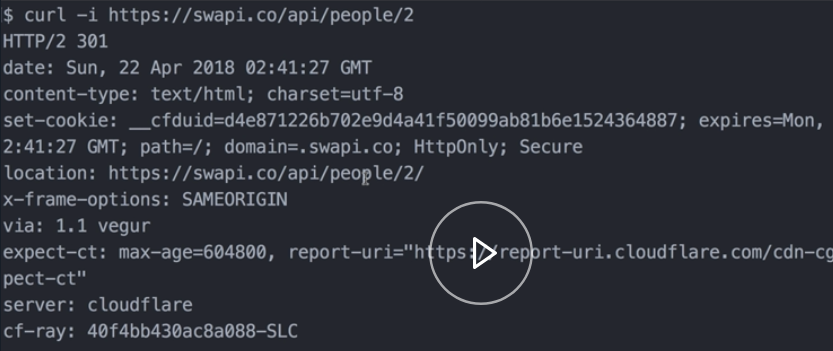 $ curl -i https://swapi.co/api/people/2
HTTP/2 301
date: Sun, 22 Apr 2018 02:41:27 GMT
content-type: text/html; charset=utf-8
set-cookie: __cfduid=d4e871226b702e9d4a41f50099ab81b6e1524364887; expires=Mon,
2:41:27 GMT; path=/; domain=.swapi.co; HttpOnly; Secure
location: https://swapi.co/api/people/2/
x-frame-options: SAMEORIGIN
via: 1.1 vegur
expect-ct: max-age=604800, report-uri="https://report-uri.cloudflare.com/cdn-cg
pect-ct"
server: cloudflare
cf-ray: 40f4bb430ac8a088-SLC